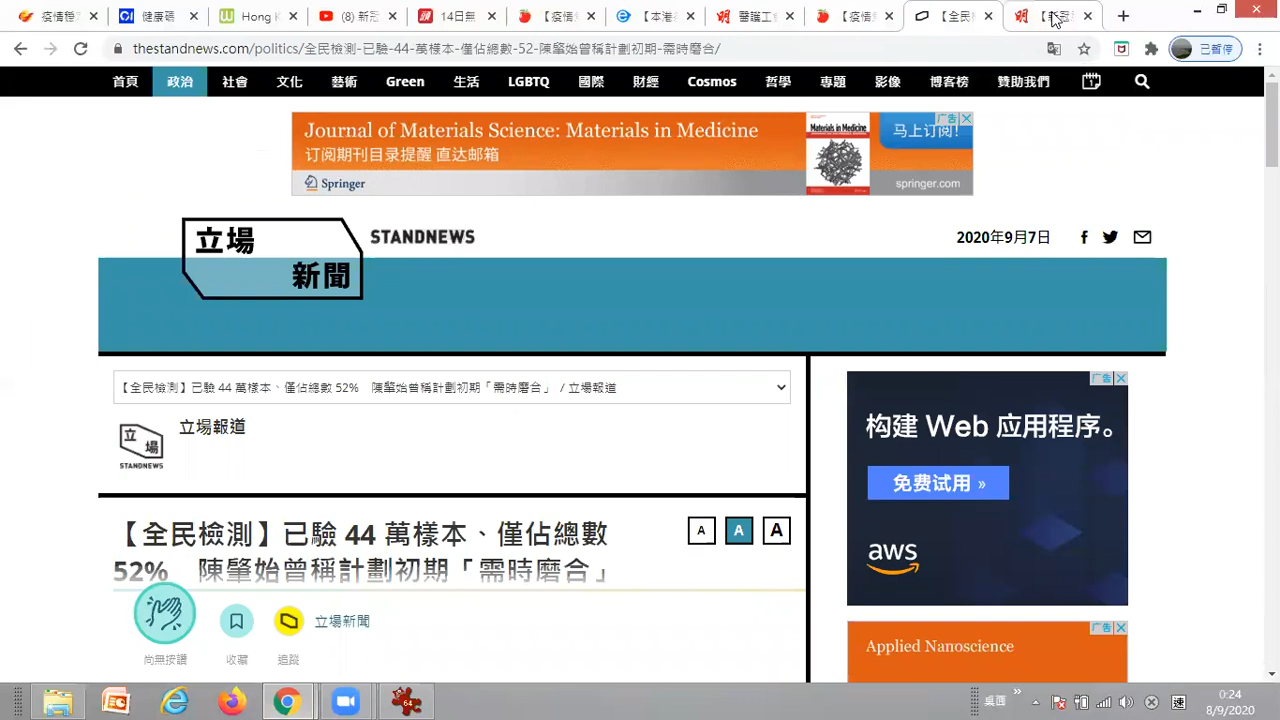 疫情
健康碼
Hong K
(8) 新冠
14日無
【疫情
【本港
醫護工
【疫情
【全民
thestandnews.com/politics/全民檢測-已驗-44-萬樣本-僅佔總數-52-陳肇始曾稱計劃初期-需時磨合/
已暫停
首頁 政治 社會 文化 藝術 Green 生活 LGBTQ 國際 財經 Cosmos 哲學 專題 影像 博客榜 贊助我們
Journal of Materials Science: Materials in Medicine
订阅期刊目录提醒 直达邮箱
Springer
Materials in Medicine
广告
马上订阅!
springer.com
立場
新聞
STANDNEWS
2020年9月7日
【全民檢測】已驗 44 萬樣本、僅佔總數 52% 陳肇始曾稱計劃初期「需時磨合」 / 立場報道
立場
STANDNEWS
立場報道
【全民檢測】已驗 44 萬樣本、僅佔總數
52% 陳肇始曾稱計劃初期「需時磨合」
A A A
立場新聞
尚無按讚
收藏
追蹤
广告
构建 Web 应用程序。
免费试用 »
aws
广告
Applied Nanoscience
64
桌面
速
0:24
8/9/2020